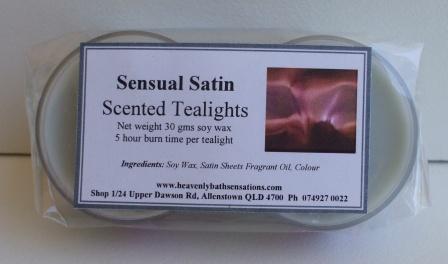 Sensual Satin
Scented Tealights
Net weight 30 gms soy wax
5 hour burn time per tealight
Ingredients: Soy Wax, Satin Sheets Fragrant Oil, Colour
www.heavenlybathsensations.com
Shop 1/24 Upper Dawson Rd, Allenstown QLD 4700 Ph 074927 0022